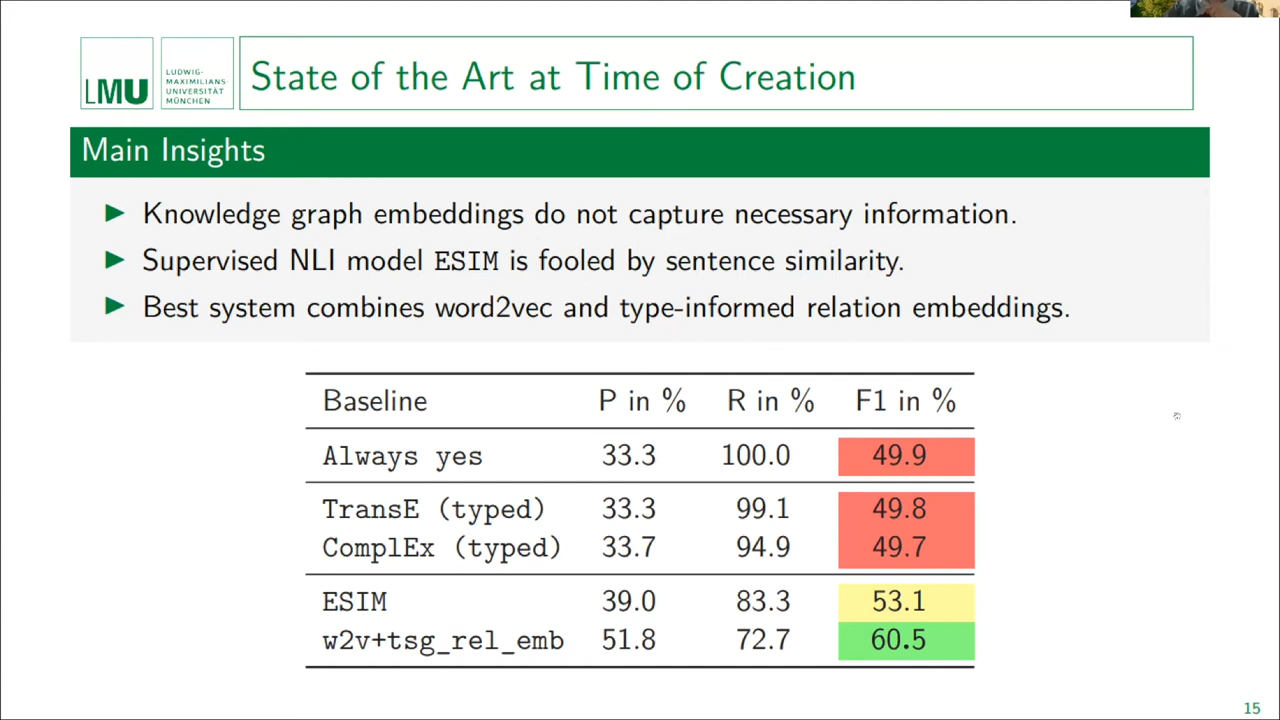 LMU
LUDWIG-
MAXIMILIANS-
UNIVERSITÄT
MÜNCHEN
State of the Art at Time of Creation
Main Insights
Knowledge graph embeddings do not capture necessary information.
Supervised NLI model ESIM is fooled by sentence similarity.
Best system combines word2vec and type-informed relation embeddings.
Baseline P in % R in % F1 in %
Always yes 33.3 100.0 49.9
TransE (typed) 33.3 99.1 49.8
ComplEx (typed) 33.7 94.9 49.7
ESIM 39.0 83.3 53.1
w2v+tsg_rel_emb 51.8 72.7 60.5
15